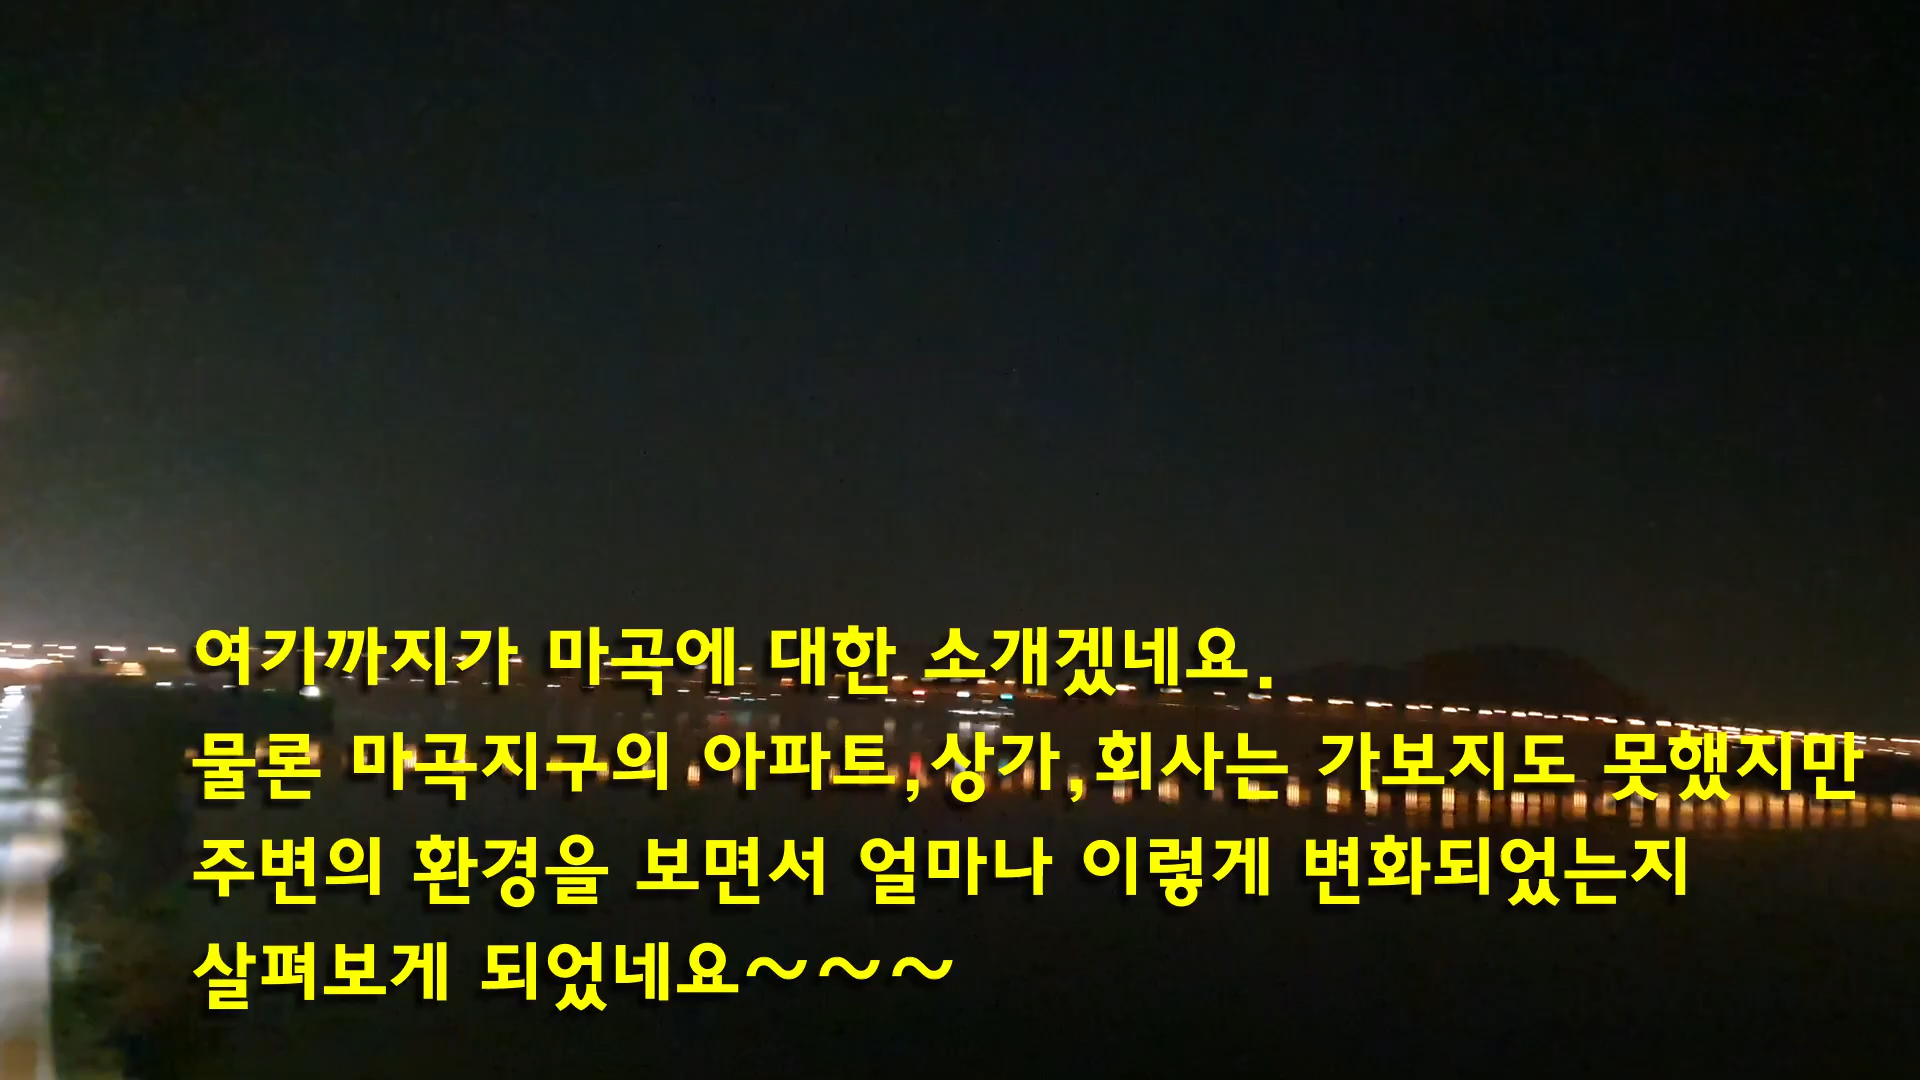 여기까지가 마곡에 대한 소개겠네요.
물론 마곡지구의 아파트,상가,회사는 가보지도 못했지만
주변의 환경을 보면서 얼마나 이렇게 변화되었는지
살펴보게 되었네요~~~